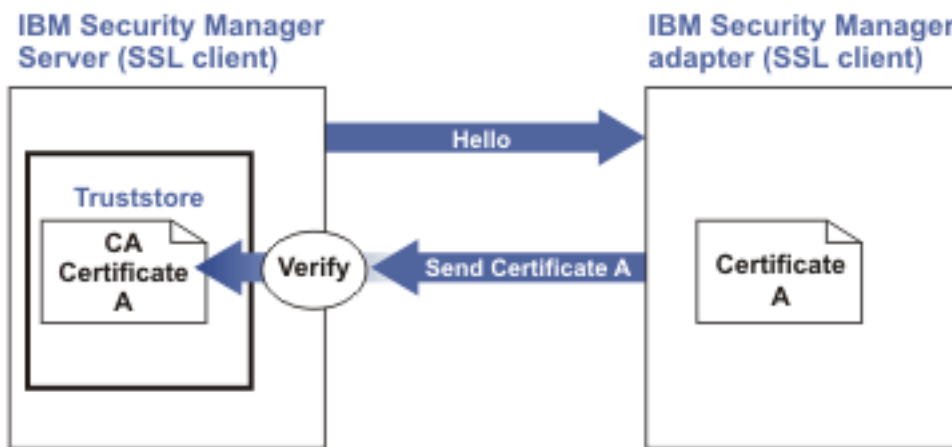 IBM Security Manager
Server (SSL client)
IBM Security Manager
adapter (SSL client)
Hello
Truststore
CA
Certificate
A
Verify
Send Certificate A
Certificate
A